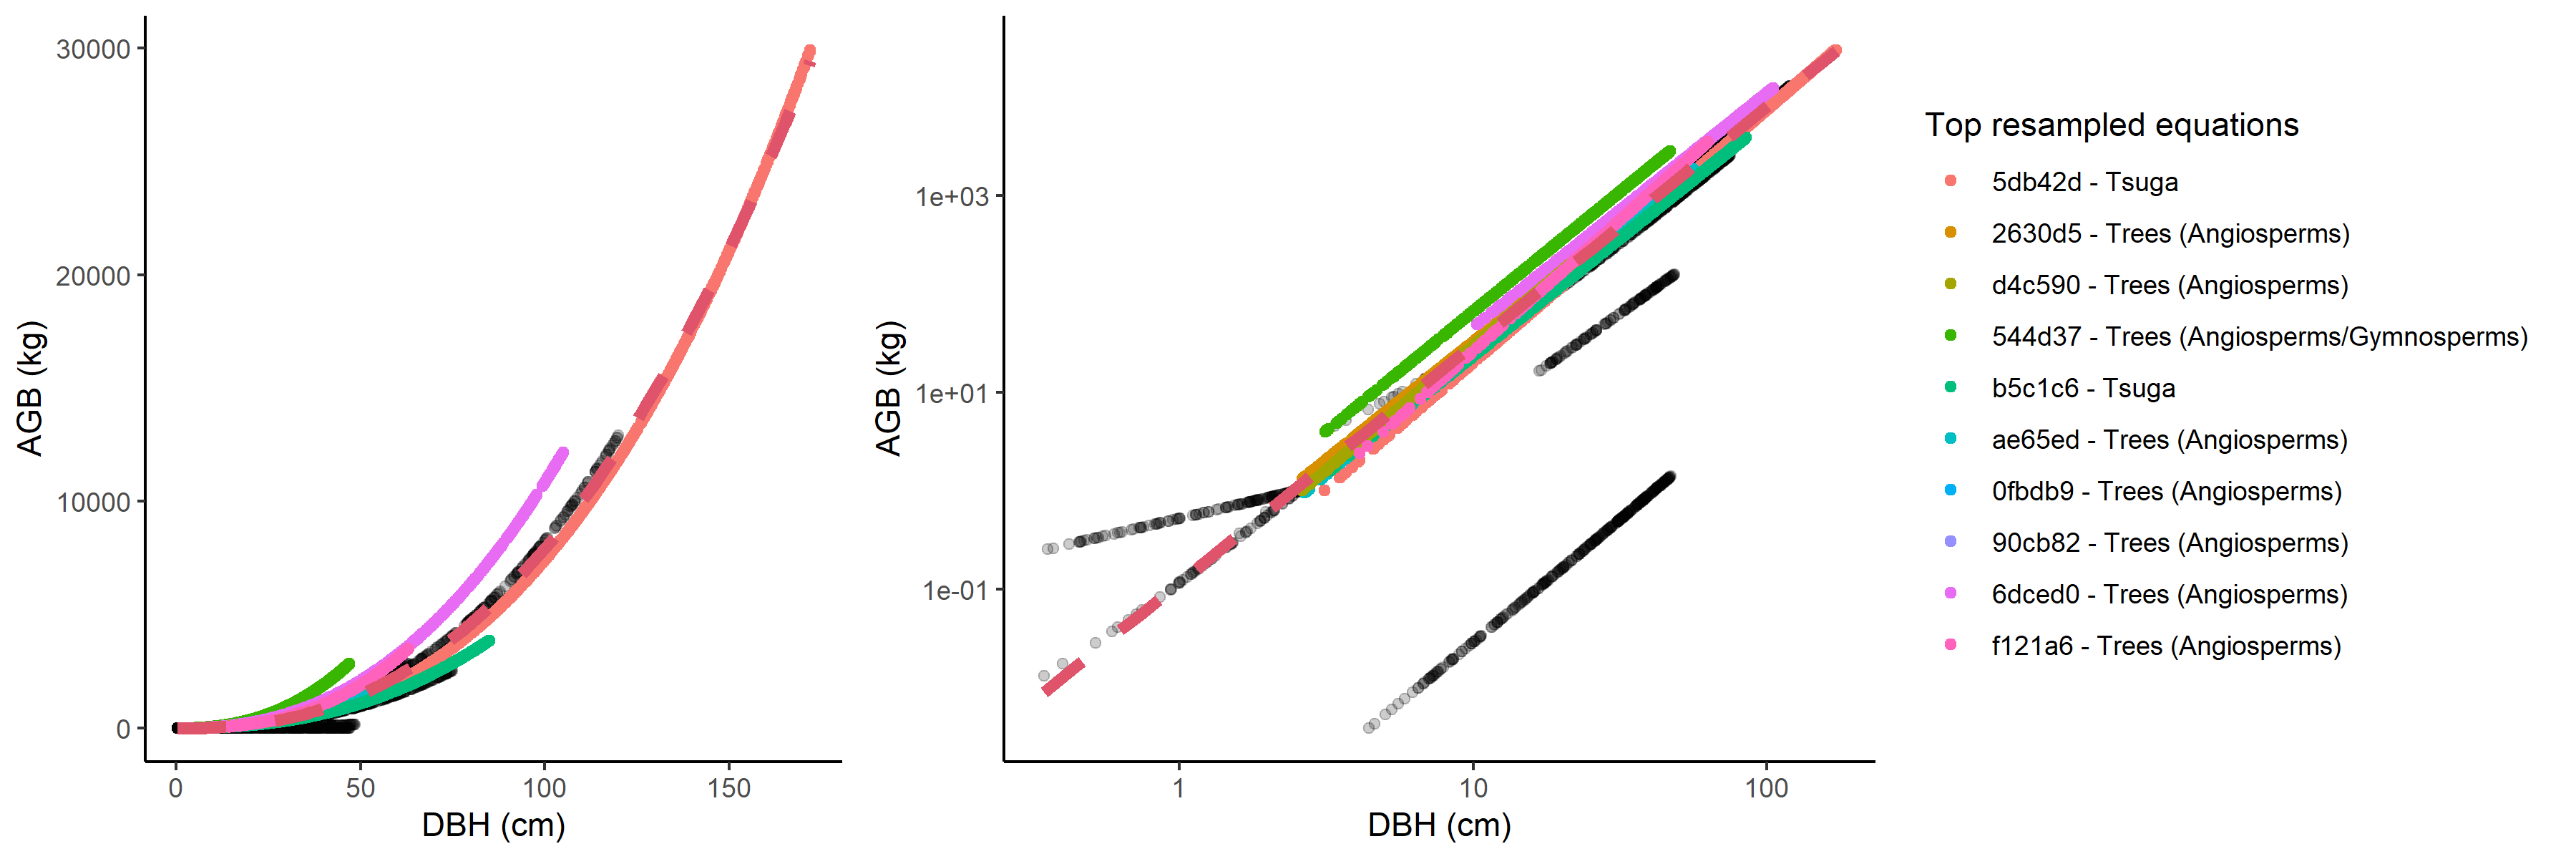 30000
20000
10000
0
AGB (kg)
0
50
100
150
DBH (cm)
1e+03
1e+01
1e-01
AGB (kg)
1
10
100
DBH (cm)
Top resampled equations
5db42d - Tsuga
2630d5 - Trees (Angiosperms)
d4c590 - Trees (Angiosperms)
544d37 - Trees (Angiosperms/Gymnosperms)
b5c1c6 - Tsuga
ae65ed - Trees (Angiosperms)
0fbdb9 - Trees (Angiosperms)
90cb82 - Trees (Angiosperms)
6dced0 - Trees (Angiosperms)
f121a6 - Trees (Angiosperms)